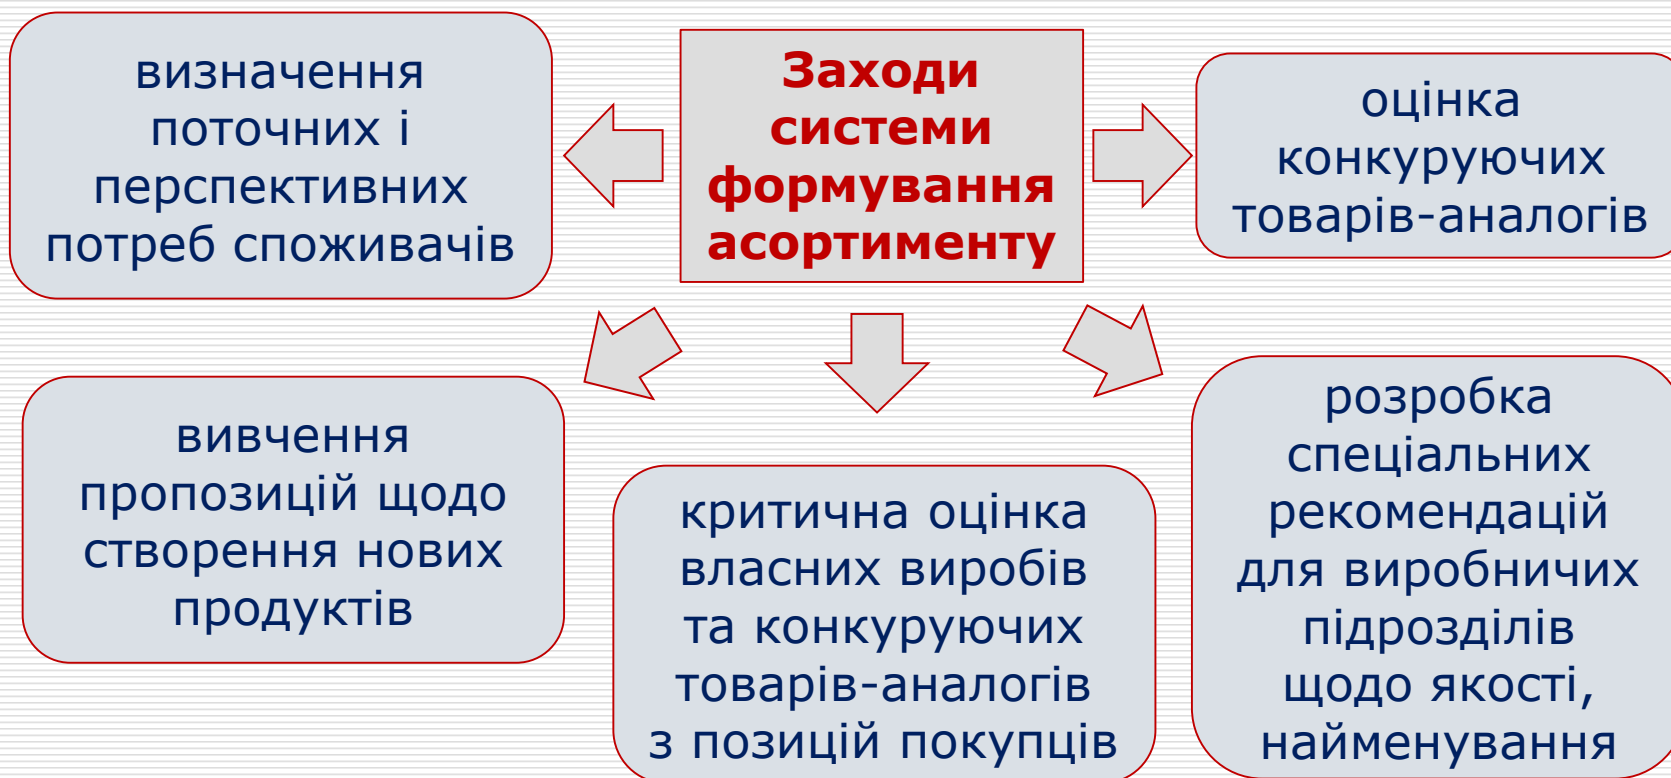 визначення
поточних і
перспективних
потреб споживачів
Заходи
системи
формування
асортименту
оцінка
конкуруючих
товарів-аналогів
вивчення
пропозицій щодо
створення нових
продуктів
критична оцінка
власних виробів
та конкуруючих
товарів-аналогів
з позицій покупців
розробка
спеціальних
рекомендацій
для виробничих
підрозділів
щодо якості,
найменування